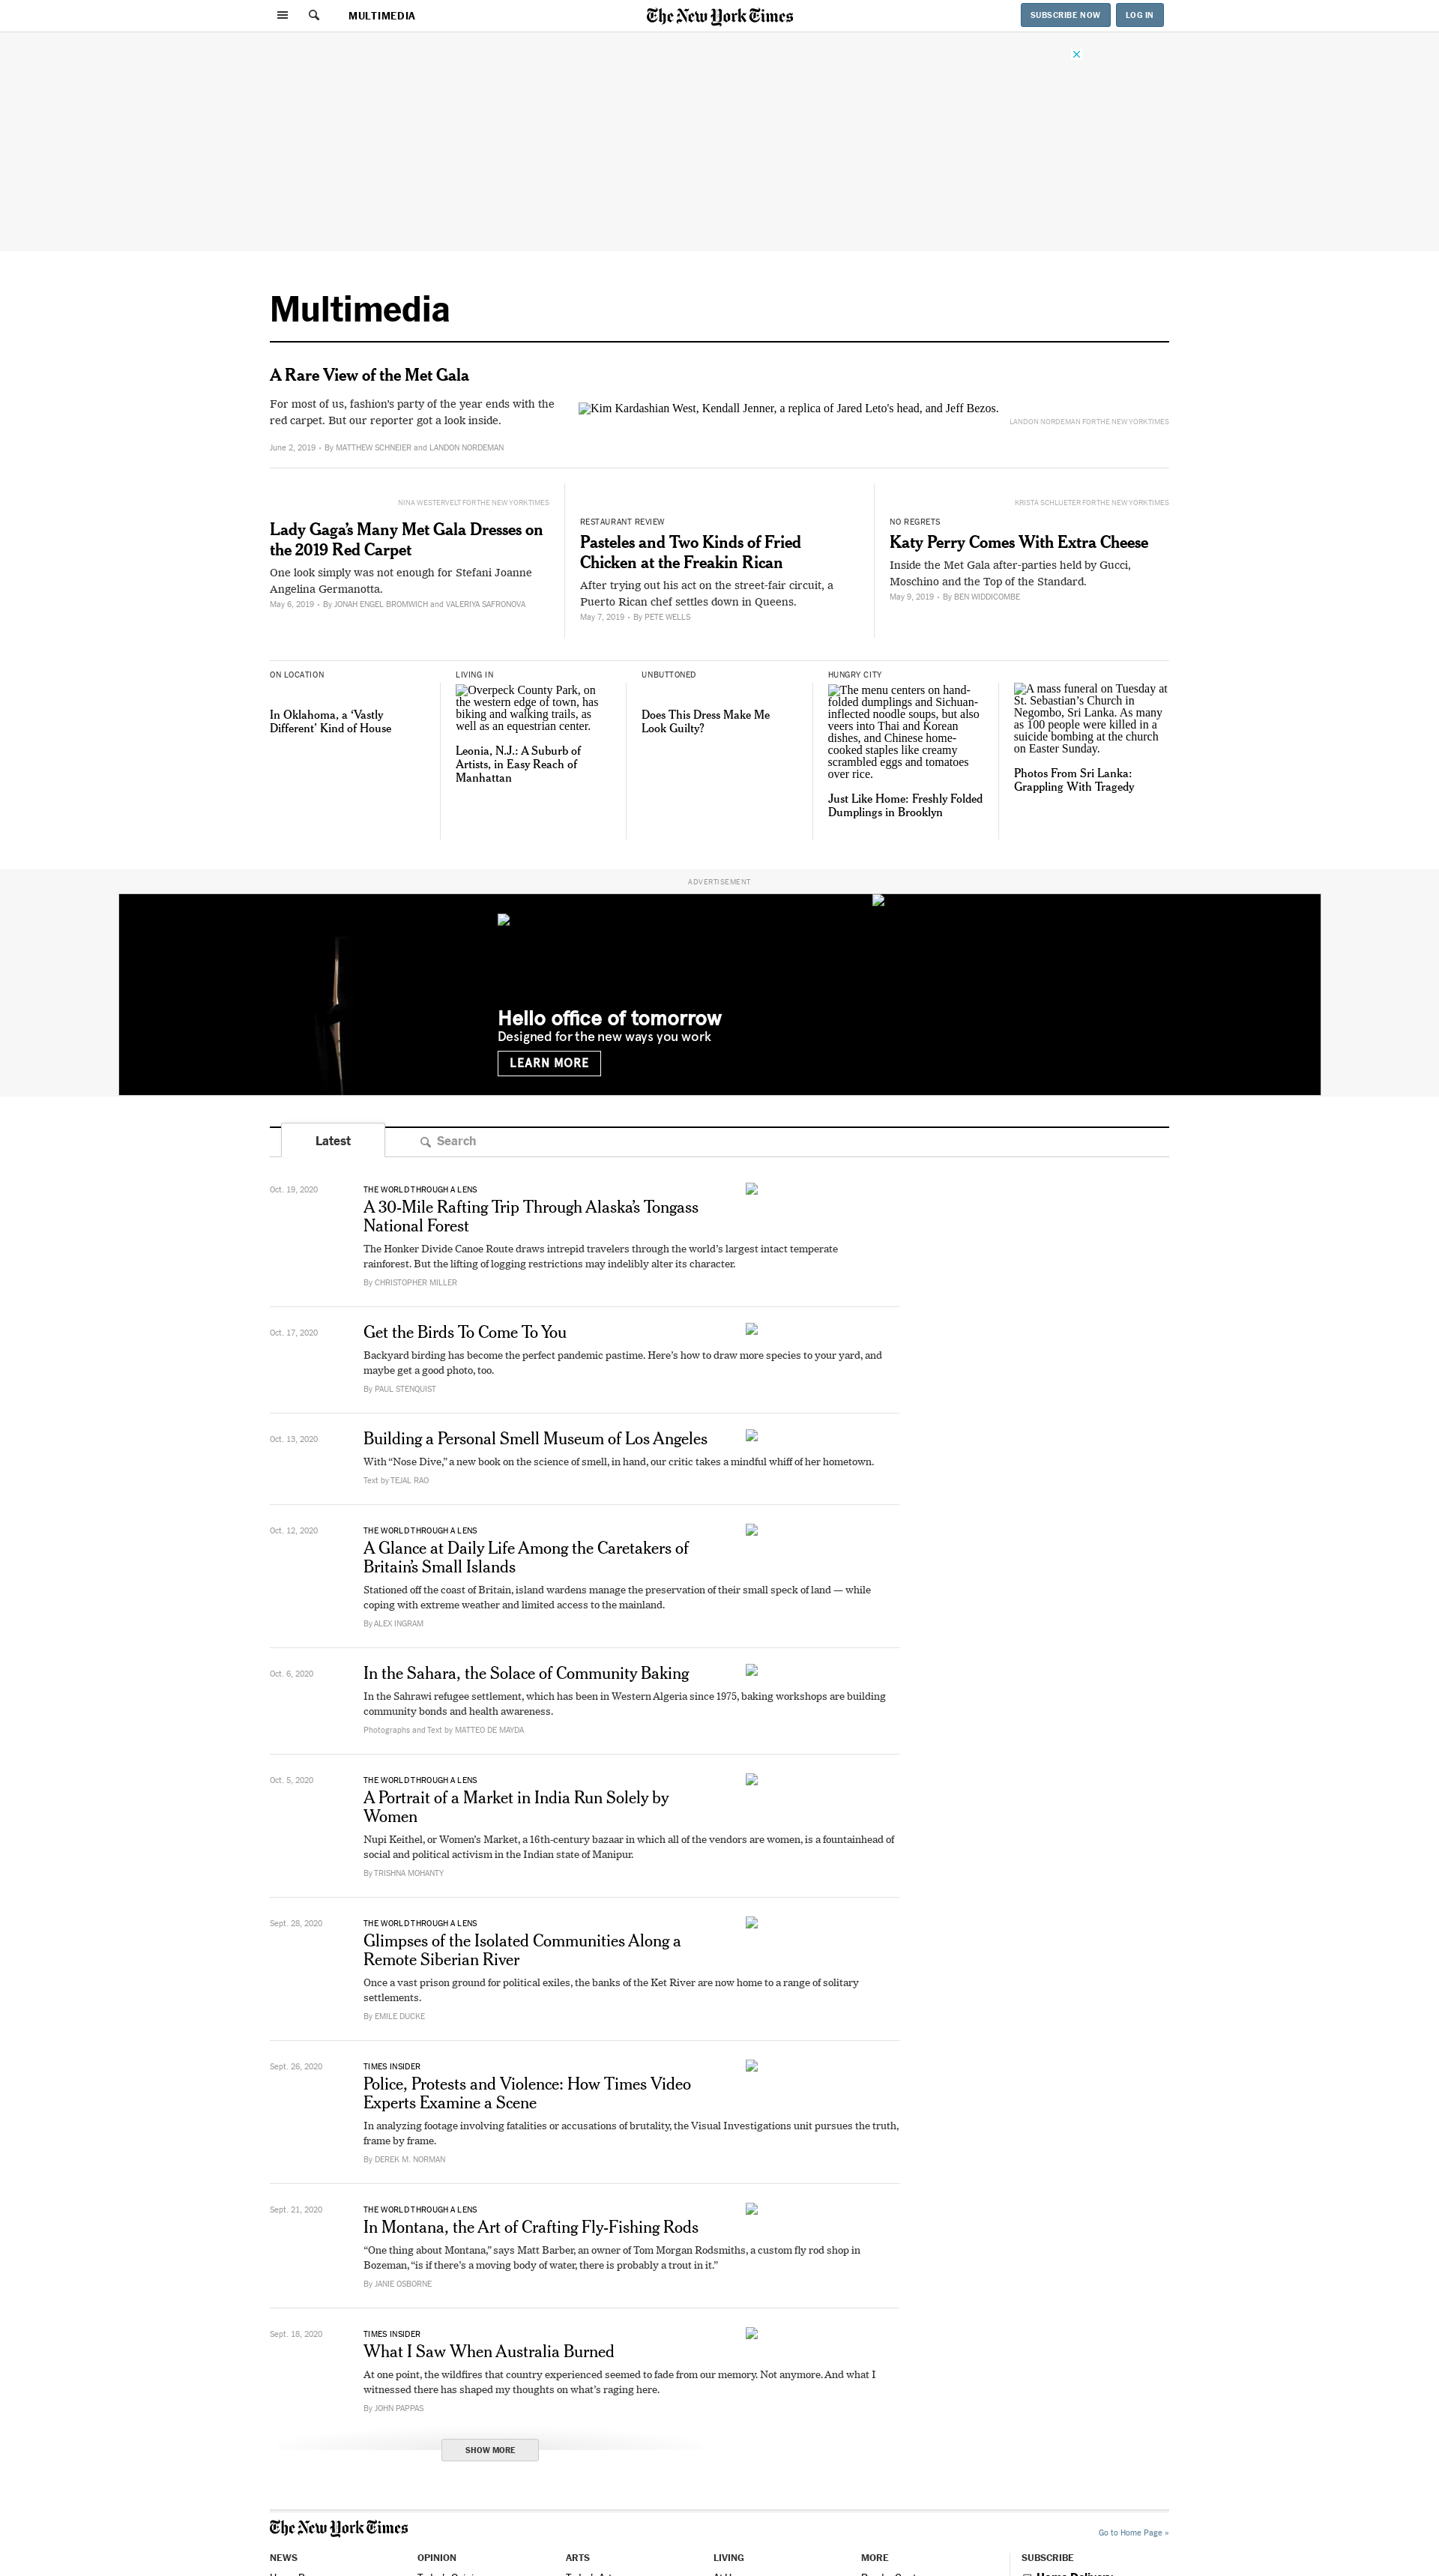 MULTIMEDIA
The New York Times
SUBSCRIBE NOW
LOG IN
Multimedia
A Rare View of the Met Gala
For most of us, fashion's party of the year ends with the
red carpet. But our reporter got a look inside.
June 2, 2019 • By MATTHEW SCHNEIER and LANDON NORDEMAN
Kim Kardashian West, Kendall Jenner, a replica of Jared Leto's head, and Jeff Bezos.
LANDON NORDEMAN FOR THE NEW YORK TIMES
NINA WESTERVELT FOR THE NEW YORK TIMES
Lady Gaga's Many Met Gala Dresses on
the 2019 Red Carpet
One look simply was not enough for Stefani Joanne
Angelina Germanotta.
May 6, 2019 • By JONAH ENGEL BROMWICH and VALERIYA SAFRONOVA
RESTAURANT REVIEW
Pasteles and Two Kinds of Fried
Chicken at the Freakin Rican
After trying out his act on the street-fair circuit, a
Puerto Rican chef settles down in Queens.
May 7, 2019 • By PETE WELLS
KRISTA SCHLUETER FOR THE NEW YORK TIMES
NO REGRETS
Katy Perry Comes With Extra Cheese
Inside the Met Gala after-parties held by Gucci,
Moschino and the Top of the Standard.
May 9, 2019 • By BEN WIDDICOMBE
ON LOCATION
In Oklahoma, a ‘Vastly
Different’ Kind of House
LIVING IN
Overpeck County Park, on
the western edge of town, has
biking and walking trails, as
well as an equestrian center.
Leonia, N.J.: A Suburb of
Artists, in Easy Reach of
Manhattan
UNBUTTONED
Does This Dress Make Me
Look Guilty?
HUNGRY CITY
The menu centers on hand-
folded dumplings and Sichuan-
inflected noodle soups, but also
veers into Thai and Korean
dishes, and Chinese home-
cooked staples like creamy
scrambled eggs and tomatoes
over rice.
Just Like Home: Freshly Folded
Dumplings in Brooklyn
A mass funeral on Tuesday at
St. Sebastian’s Church in
Negombo, Sri Lanka. As many
as 100 people were killed in a
suicide bombing at the church
on Easter Sunday.
Photos From Sri Lanka:
Grappling With Tragedy
ADVERTISEMENT
Hello office of tomorrow
Designed for the new ways you work
LEARN MORE
Latest
Search
Oct. 19, 2020
THE WORLD THROUGH A LENS
A 30-Mile Rafting Trip Through Alaska’s Tongass
National Forest
The Honker Divide Canoe Route draws intrepid travelers through the world’s largest intact temperate
rainforest. But the lifting of logging restrictions may indelibly alter its character.
By CHRISTOPHER MILLER
Oct. 17, 2020
Get the Birds To Come To You
Backyard birding has become the perfect pandemic pastime. Here’s how to draw more species to your yard, and
maybe get a good photo, too.
By PAUL STENQUIST
Oct. 13, 2020
Building a Personal Smell Museum of Los Angeles
With “Nose Dive,” a new book on the science of smell, in hand, our critic takes a mindful whiff of her hometown.
Text by TEJAL RAO
Oct. 12, 2020
THE WORLD THROUGH A LENS
A Glance at Daily Life Among the Caretakers of
Britain’s Small Islands
Stationed off the coast of Britain, island wardens manage the preservation of their small speck of land — while
coping with extreme weather and limited access to the mainland.
By ALEX INGRAM
Oct. 6, 2020
In the Sahara, the Solace of Community Baking
In the Sahrawi refugee settlement, which has been in Western Algeria since 1975, baking workshops are building
community bonds and health awareness.
Photographs and Text by MATTEO DE MAYDA
Oct. 5, 2020
THE WORLD THROUGH A LENS
A Portrait of a Market in India Run Solely by
Women
Nupi Keithel, or Women’s Market, a 16th-century bazaar in which all of the vendors are women, is a fountainhead of
social and political activism in the Indian state of Manipur.
By TRISHNA MOHANTY
Sept. 28, 2020
THE WORLD THROUGH A LENS
Glimpses of the Isolated Communities Along a
Remote Siberian River
Once a vast prison ground for political exiles, the banks of the Ket River are now home to a range of solitary
settlements.
By EMILE DUCKE
Sept. 26, 2020
TIMES INSIDER
Police, Protests and Violence: How Times Video
Experts Examine a Scene
In analyzing footage involving fatalities or accusations of brutality, the Visual Investigations unit pursues the truth,
frame by frame.
By DEREK M. NORMAN
Sept. 21, 2020
THE WORLD THROUGH A LENS
In Montana, the Art of Crafting Fly-Fishing Rods
“One thing about Montana,” says Matt Barber, an owner of Tom Morgan Rodsmiths, a custom fly rod shop in
Bozeman, “is if there’s a moving body of water, there is probably a trout in it.”
By JANIE OSBORNE
Sept. 18, 2020
TIMES INSIDER
What I Saw When Australia Burned
At one point, the wildfires that country experienced seemed to fade from our memory. Not anymore. And what I
witnessed there has shaped my thoughts on what’s raging here.
By JOHN PAPPAS
SHOW MORE
The New York Times
Go to Home Page »
NEWS
OPINION
ARTS
LIVING
MORE
SUBSCRIBE